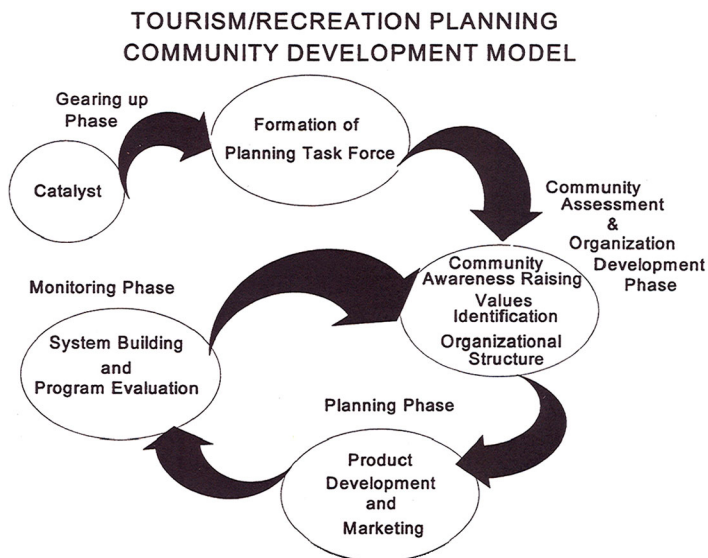 TOURISM/RECREATION PLANNING
COMMUNITY DEVELOPMENT MODEL
Gearing up
Phase
Catalyst
Formation of
Planning Task Force
Community
Assessment
&
Organization
Development
Phase
Community
Awareness Raising
Values
Identification
Organizational
Structure
Monitoring Phase
System Building
and
Program Evaluation
Planning Phase
Product
Development
and
Marketing